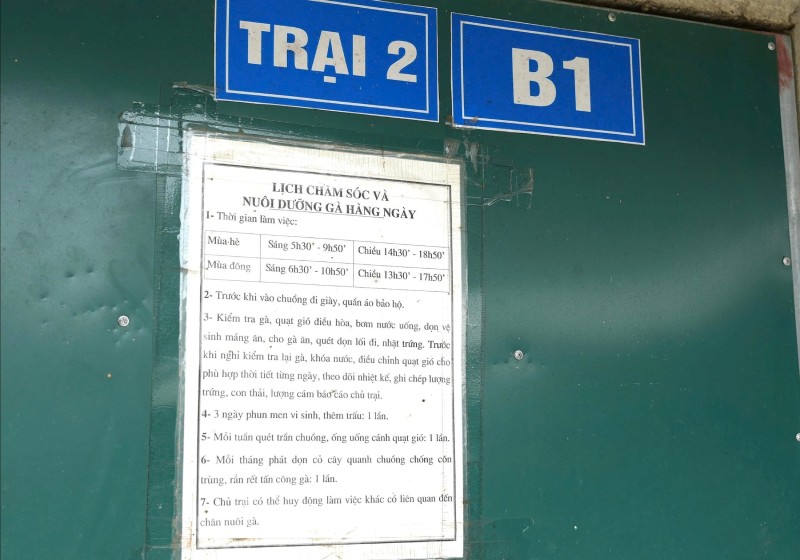 TRẠI 2
B1
LỊCH CHĂM SÓC VÀ
NUÔI DƯỠNG GÀ HÀNG NGÀY
1- Thời gian làm việc:
Mùa hè Sáng 5h30' - 9h50' Chiều 14h30' - 18h50'
Mùa đông Sáng 6h30' - 10h50' Chiều 13h30' - 17h50'
2- Trước khi vào chuồng đi giày, quần áo bảo hộ.
3- Kiểm tra gà, quạt gió điều hòa, bơm nước uống, dọn vệ
sinh máng ăn, cho gà ăn, quét dọn lối đi, nhặt trứng. Trước
khi nghỉ kiểm tra lại gà, khóa nước, điều chỉnh quạt gió cho
phù hợp thời tiết từng ngày, theo dõi nhiệt kế, ghi chép lượng
trứng, con thải, lượng cám báo cáo chủ trại.
4- 3 ngày phun men vi sinh, thêm trấu: 1 lần.
5- Mỗi tuần quét trần chuồng, ống uống cánh quạt gió: 1 lần.
6- Mỗi tháng phát dọn cỏ cây quanh chuồng chống côn
trùng, rắn rết tấn công gà: 1 lần.
7- Chủ trại có thể huy động làm việc khác có liên quan đến
chăn nuôi gà.